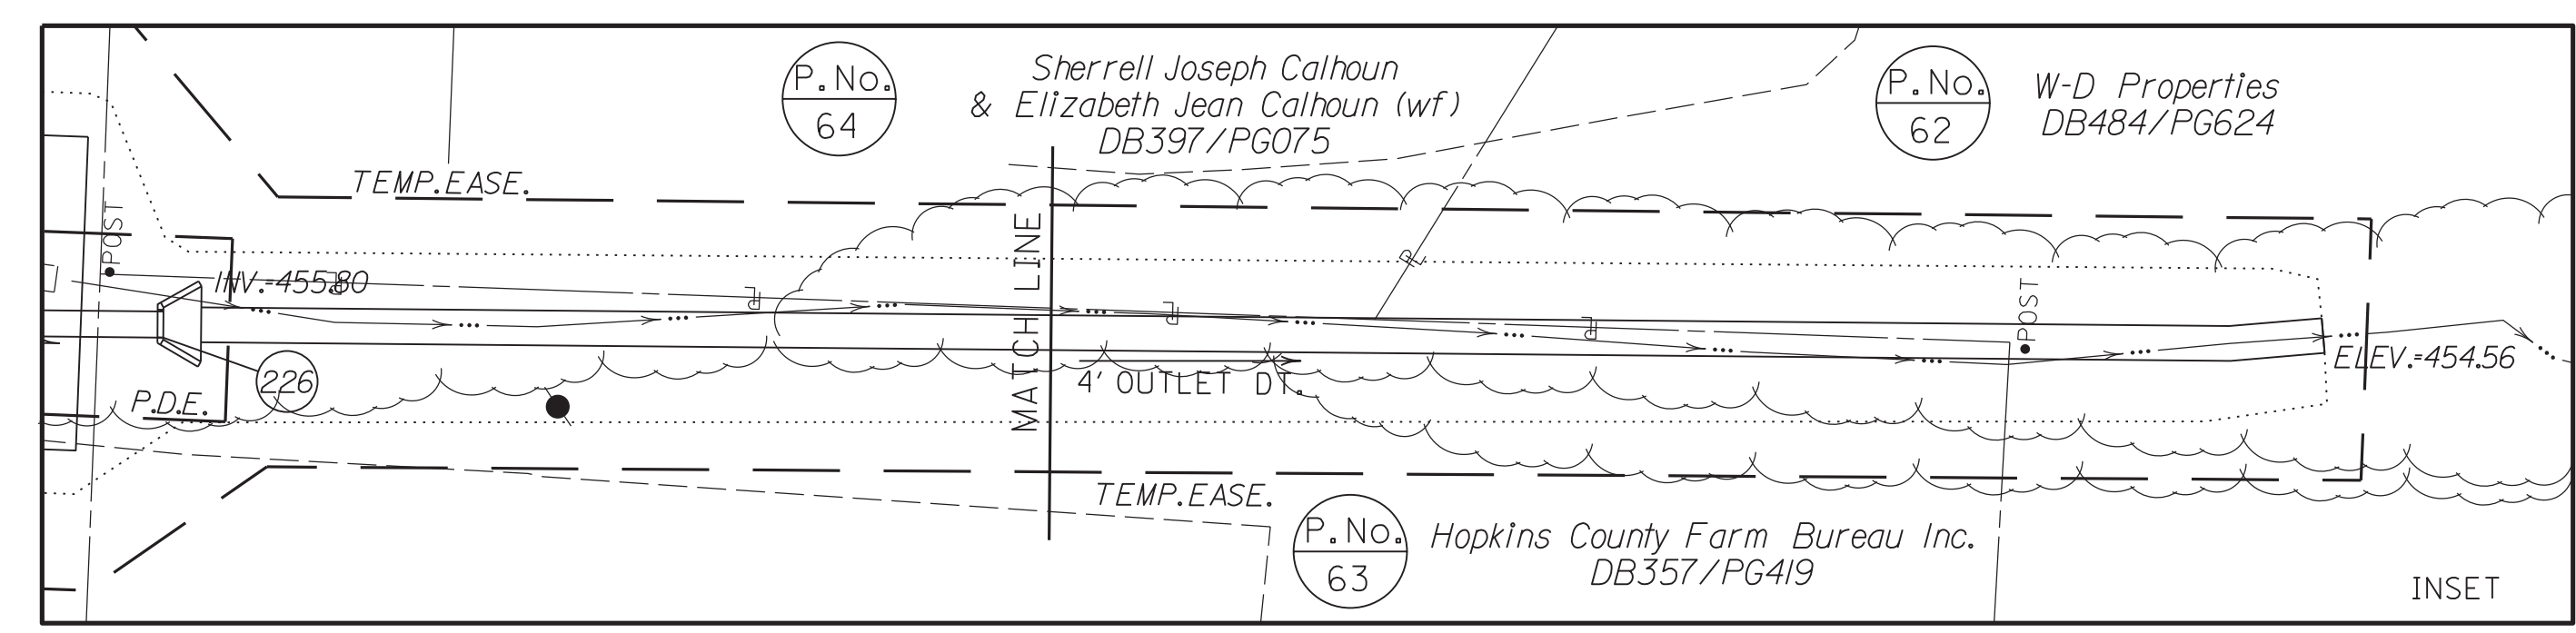 P.No.
64
Sherrell Joseph Calhoun
& Elizabeth Jean Calhoun (wf)
DB397/PG075
P.No.
62
W-D Properties
DB484/PG624
TEMP.EASE.
POST
INV.=455.80
MATCH LINE
POST
ELEV.=454.56
226
4' OUTLET DT.
P.D.E.
TEMP.EASE.
P.No.
63
Hopkins County Farm Bureau Inc.
DB357/PG419
INSET